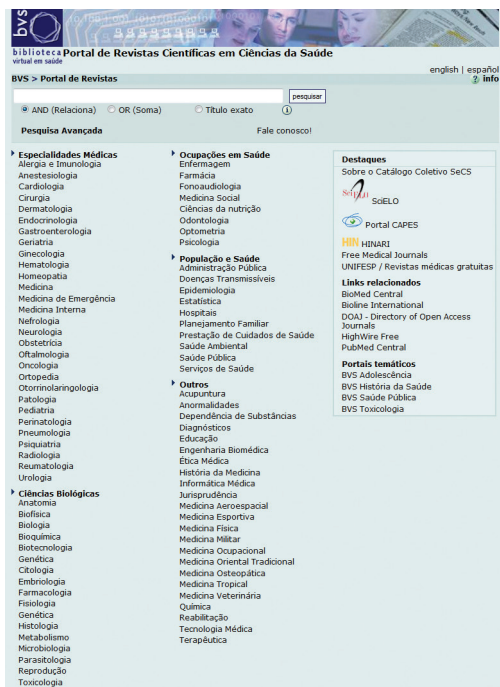 bvs
biblioteca
virtual em saúde
Portal de Revistas Científicas em Ciências da Saúde
english | español
BVS > Portal de Revistas
info
pesquisar
AND (Relaciona) OR (Soma) Título exato
Pesquisa Avançada
Fale conosco!
Especialidades Médicas
Alergia e Imunologia
Anestesiologia
Cardiologia
Cirurgia
Dermatologia
Endocrinologia
Gastroenterologia
Geriatria
Ginecologia
Hematologia
Homeopatia
Medicina
Medicina de Emergência
Medicina Interna
Nefrologia
Neurologia
Obstetrícia
Oftalmologia
Oncologia
Ortopedia
Otorrinolaringologia
Patologia
Pediatria
Perinatologia
Pneumologia
Psiquiatria
Radiologia
Reumatologia
Urologia
Ciências Biológicas
Anatomia
Biofísica
Biologia
Bioquímica
Biotecnologia
Genética
Citologia
Embriologia
Farmacologia
Fisiologia
Genética
Histologia
Metabolismo
Microbiologia
Parasitologia
Reprodução
Toxicologia
Ocupações em Saúde
Enfermagem
Farmácia
Fonoaudiologia
Medicina Social
Ciências da nutrição
Odontologia
Optometria
Psicologia
População e Saúde
Administração Pública
Doenças Transmissíveis
Epidemiologia
Estatística
Hospitais
Planejamento Familiar
Prestação de Cuidados de Saúde
Saúde Ambiental
Saúde Pública
Serviços de Saúde
Outros
Acupuntura
Anormalidades
Dependência de Substâncias
Diagnósticos
Educação
Engenharia Biomédica
Ética Médica
História da Medicina
Informática Médica
Jurisprudência
Medicina Aeroespacial
Medicina Esportiva
Medicina Física
Medicina Militar
Medicina Ocupacional
Medicina Oriental Tradicional
Medicina Osteopática
Medicina Tropical
Medicina Veterinária
Química
Reabilitação
Tecnologia Médica
Terapêutica
Destaques
Sobre o Catálogo Coletivo SeCS
SciELO
SciELO
Portal CAPES
HIN HINARI
Free Medical Journals
UNIFESP / Revistas médicas gratuitas
Links relacionados
BioMed Central
Bioline International
DOAJ - Directory of Open Access
Journals
HighWire Free
PubMed Central
Portais temáticos
BVS Adolescência
BVS História da Saúde
BVS Saúde Pública
BVS Toxicologia